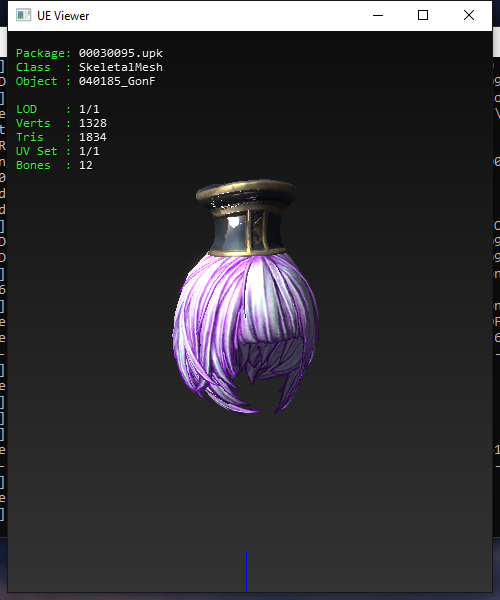 UE Viewer
Package: 00030095.upk
Class : SkeletalMesh
Object : 040185_GonF
LOD : 1/1
Verts : 1328
Tris : 1834
UV Set : 1/1
Bones : 12